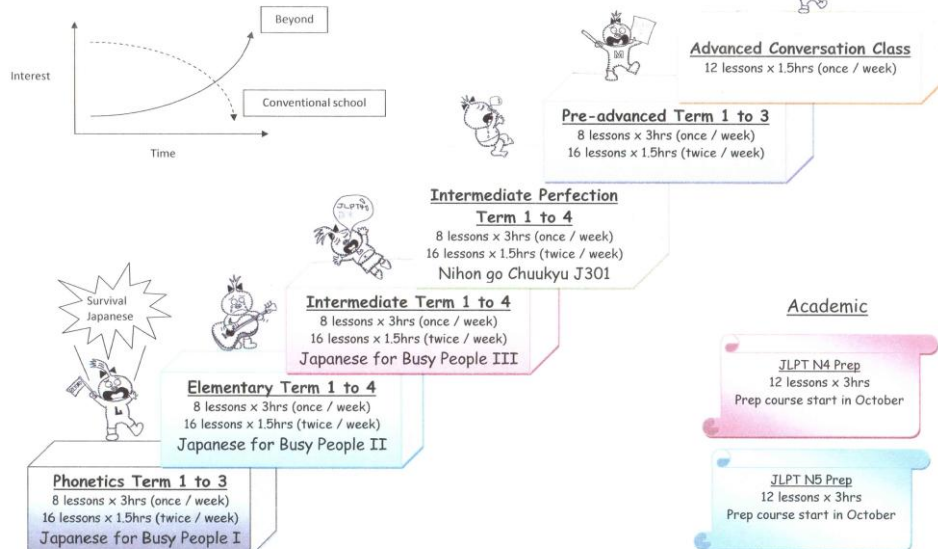 Beyond
Interest
Conventional school
Time
Advanced Conversation Class
12 lessons x 1.5hrs (once / week)
Pre-advanced Term 1 to 3
8 lessons x 3hrs (once / week)
16 lessons x 1.5hrs (twice / week)
Intermediate Perfection
Term 1 to 4
8 lessons x 3hrs (once / week)
16 lessons x 1.5hrs (twice / week)
Nihon go Chuukyu J301
Intermediate Term 1 to 4
8 lessons x 3hrs (once / week)
16 lessons x 1.5hrs (twice / week)
Japanese for Busy People III
Elementary Term 1 to 4
8 lessons x 3hrs (once / week)
16 lessons x 1.5hrs (twice / week)
Japanese for Busy People II
Survival
Japanese
Phonetics Term 1 to 3
8 lessons x 3hrs (once / week)
16 lessons x 1.5hrs (twice / week)
Japanese for Busy People I
M
Academic
JLPT N4 Prep
12 lessons x 3hrs
Prep course start in October
JLPT N5 Prep
12 lessons x 3hrs
Prep course start in October